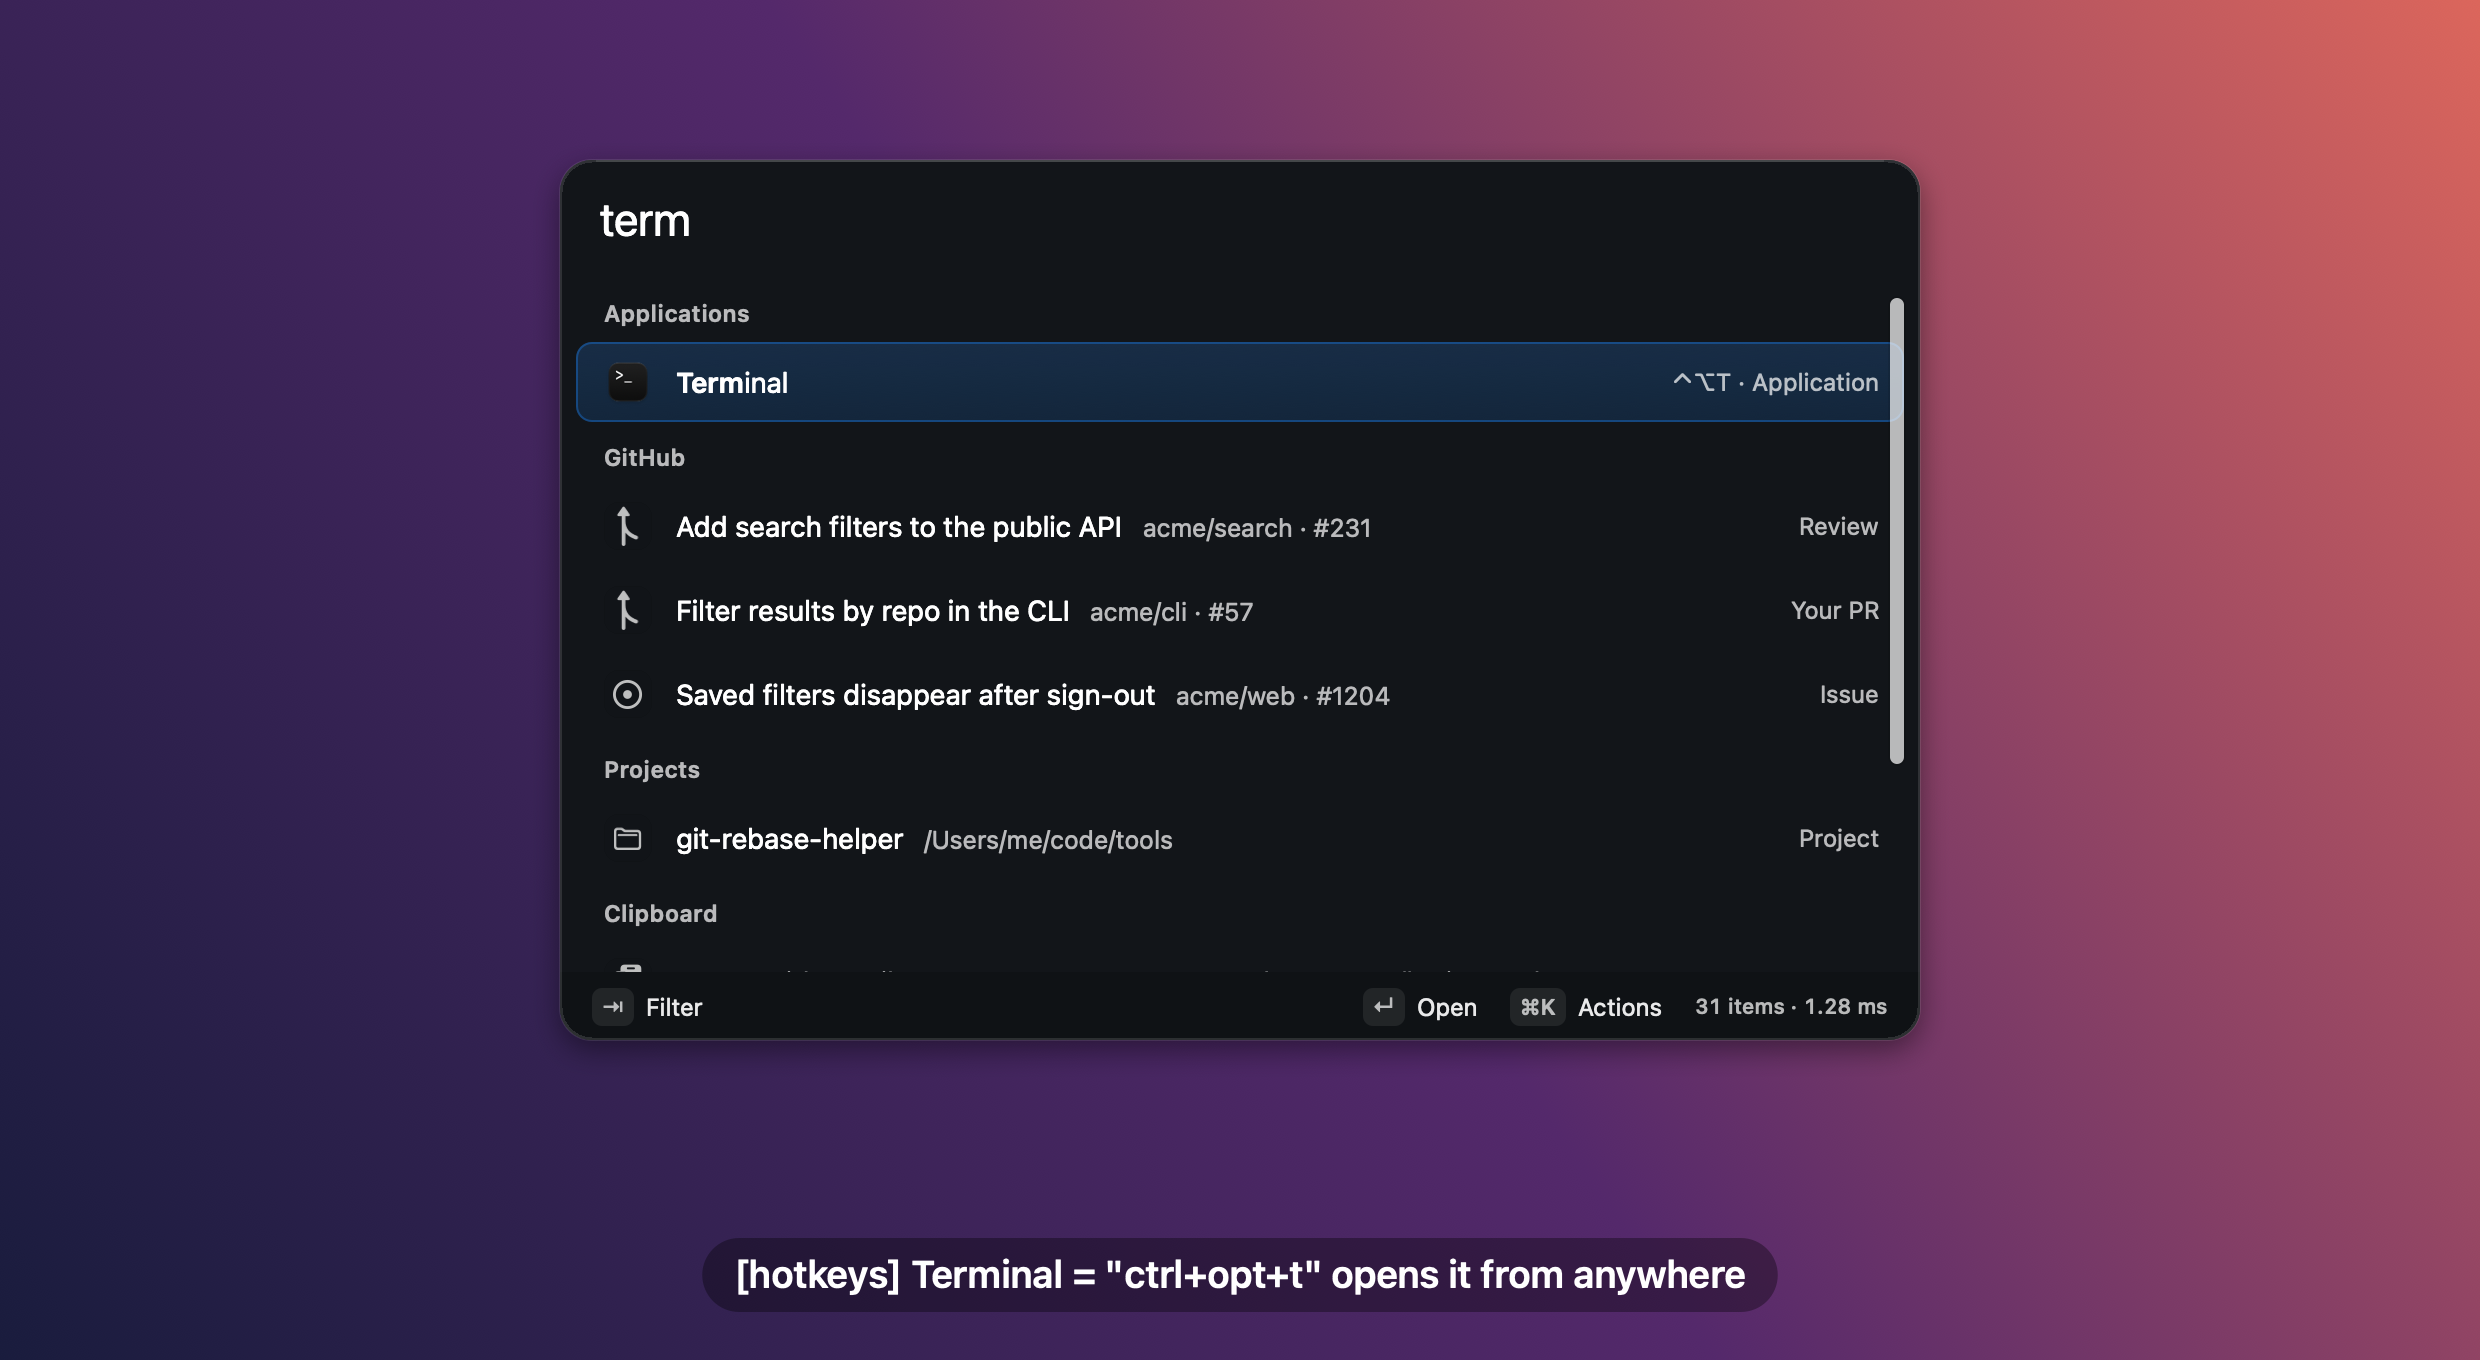 term
Applications
>_ Terminal ^⌥T · Application
GitHub
Add search filters to the public API acme/search · #231 Review
Filter results by repo in the CLI acme/cli · #57 Your PR
Saved filters disappear after sign-out acme/web · #1204 Issue
Projects
git-rebase-helper /Users/me/code/tools Project
Clipboard
⇥ Filter ↵ Open ⌘K Actions 31 items · 1.28 ms
[hotkeys] Terminal = "ctrl+opt+t" opens it from anywhere